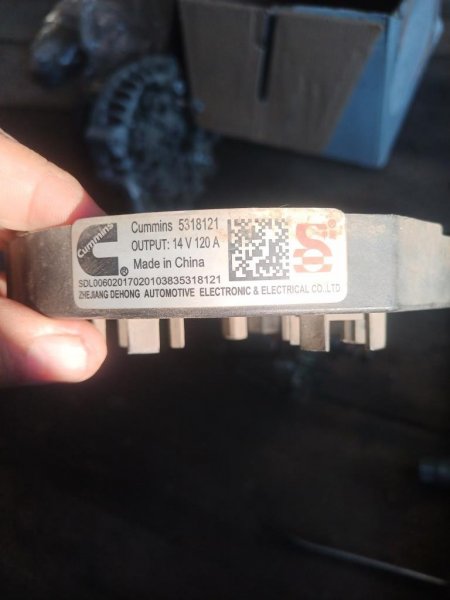 Cummins
Cummins 5318121
OUTPUT: 14 V 120 A
Made in China
®
SDL00602017020103835318121
ZHEJIANG DEHONG AUTOMOTIVE ELECTRONIC & ELECTRICAL CO.,LTD